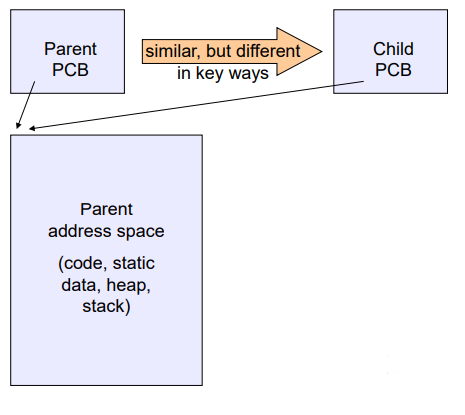 Parent
PCB
similar, but different
in key ways
Child
PCB
Parent
address space
(code, static
data, heap,
stack)